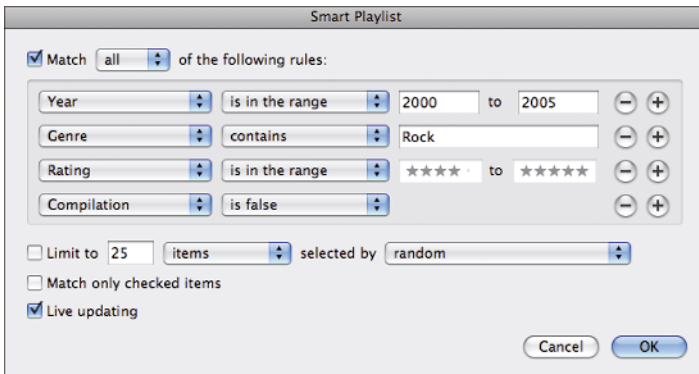 Smart Playlist
Match all of the following rules:
Year is in the range 2000 to 2005
Genre contains Rock
Rating is in the range ★★★★· to ★★★★★
Compilation is false
Limit to 25 items selected by random
Match only checked items
Live updating
Cancel OK